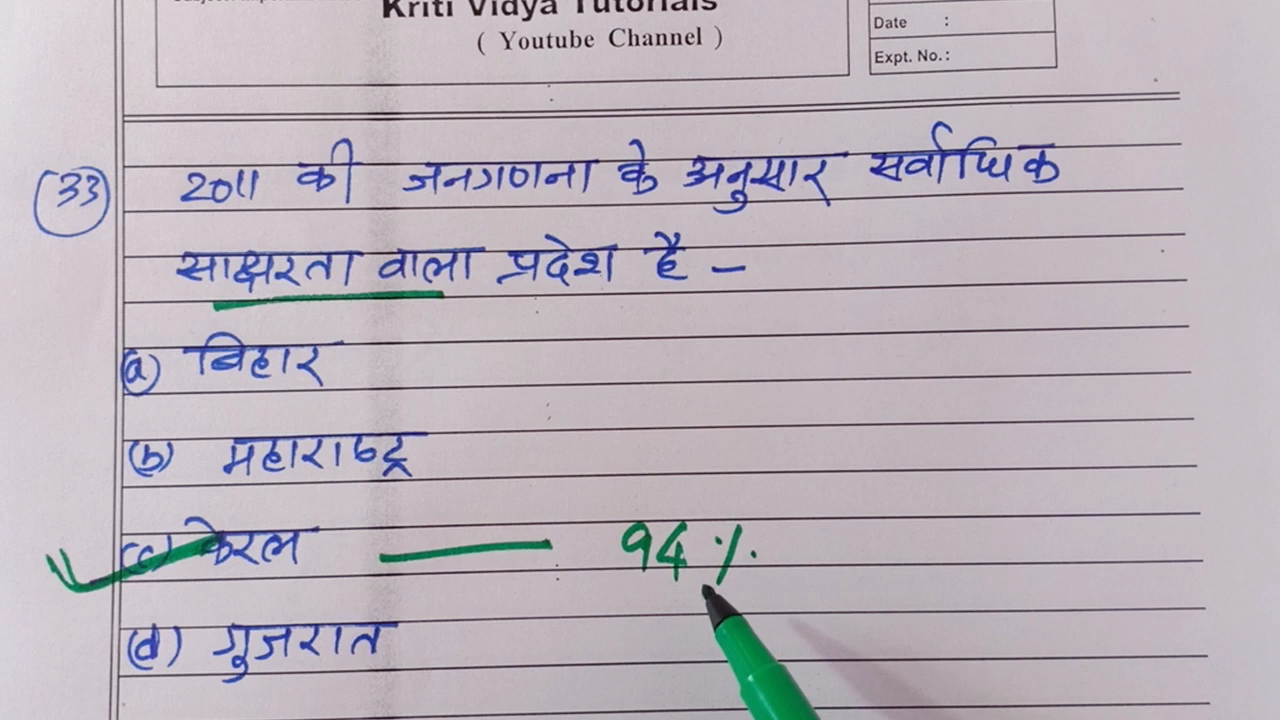 Kriti Vidya Tutorials
( Youtube Channel )
Date :
Expt. No.:
(33) 2011 की जनगणना के अनुसार सर्वाधिक
साक्षरता वाला प्रदेश है –
(a) बिहार
(b) महाराष्ट्र
(c) केरल — 94%
(d) गुजरात